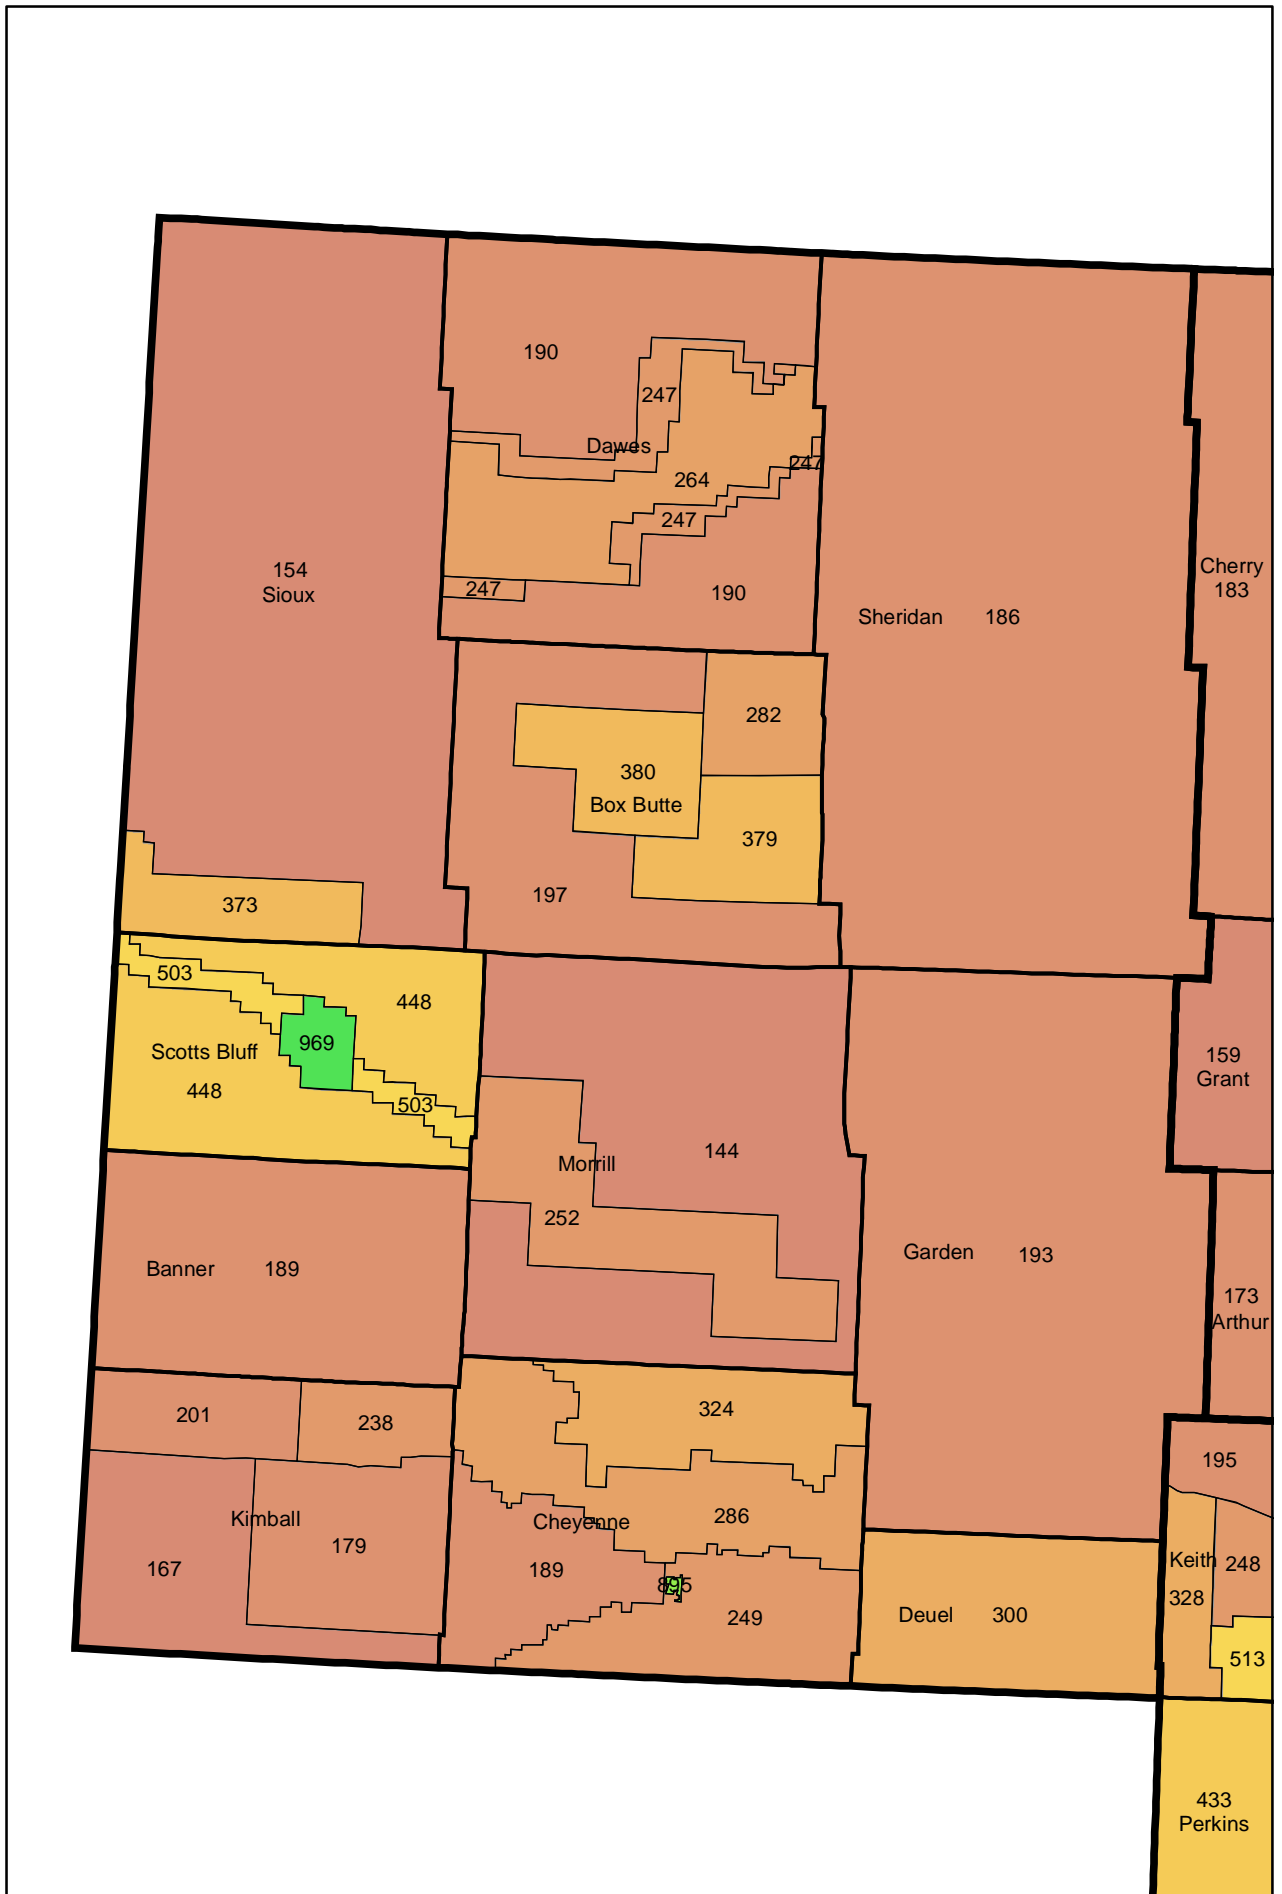 190
247
Dawes
247
264
247
247
190
154
Sioux
Sheridan 186
Cherry
183
282
380
Box Butte
379
197
373
503
448
969
Scotts Bluff
448
503
159
Grant
144
Morrill
252
Banner 189
Garden 193
173
Arthur
201
238
324
195
Kimball
167
179
Cheyenne
286
189
895
249
Deuel 300
Keith
248
328
513
433
Perkins